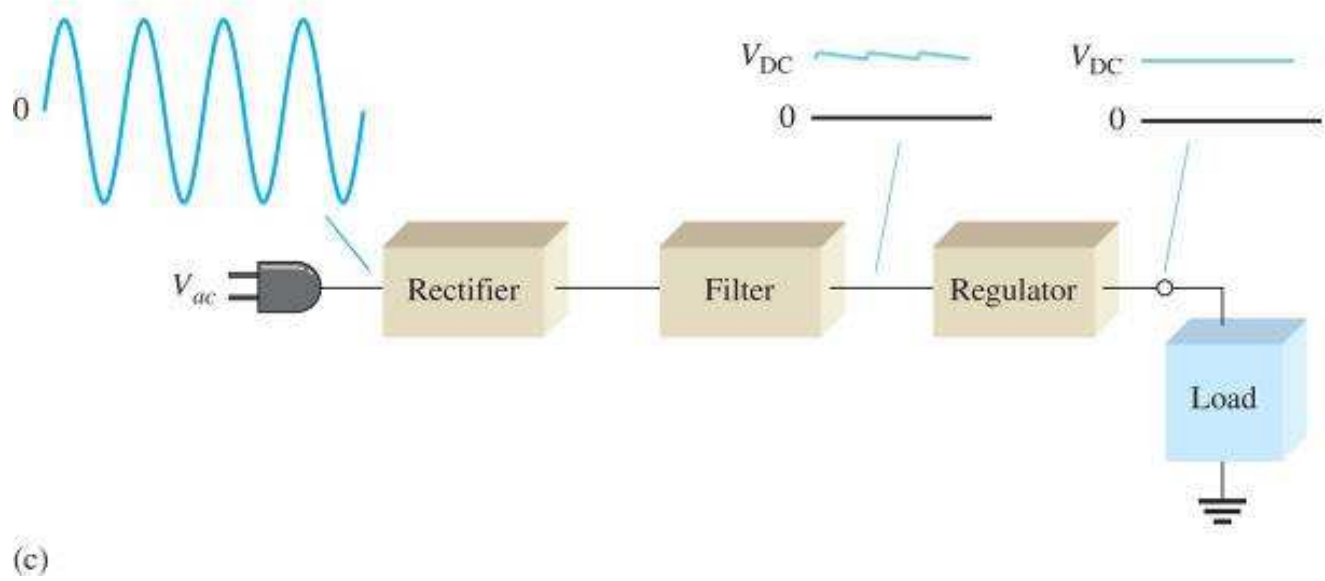 0
V_DC
0
V_DC
0
V_ac
Rectifier
Filter
Regulator
Load
(c)